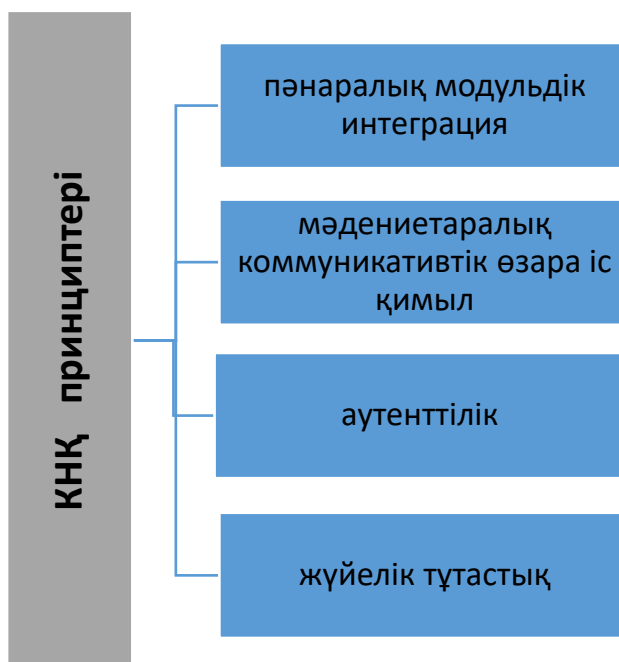 КНҚ принциптері
пәнаралық модульдік
интеграция
мәдениетаралық
коммуникативтік өзара іс
қимыл
аутенттілік
жүйелік тұтастық